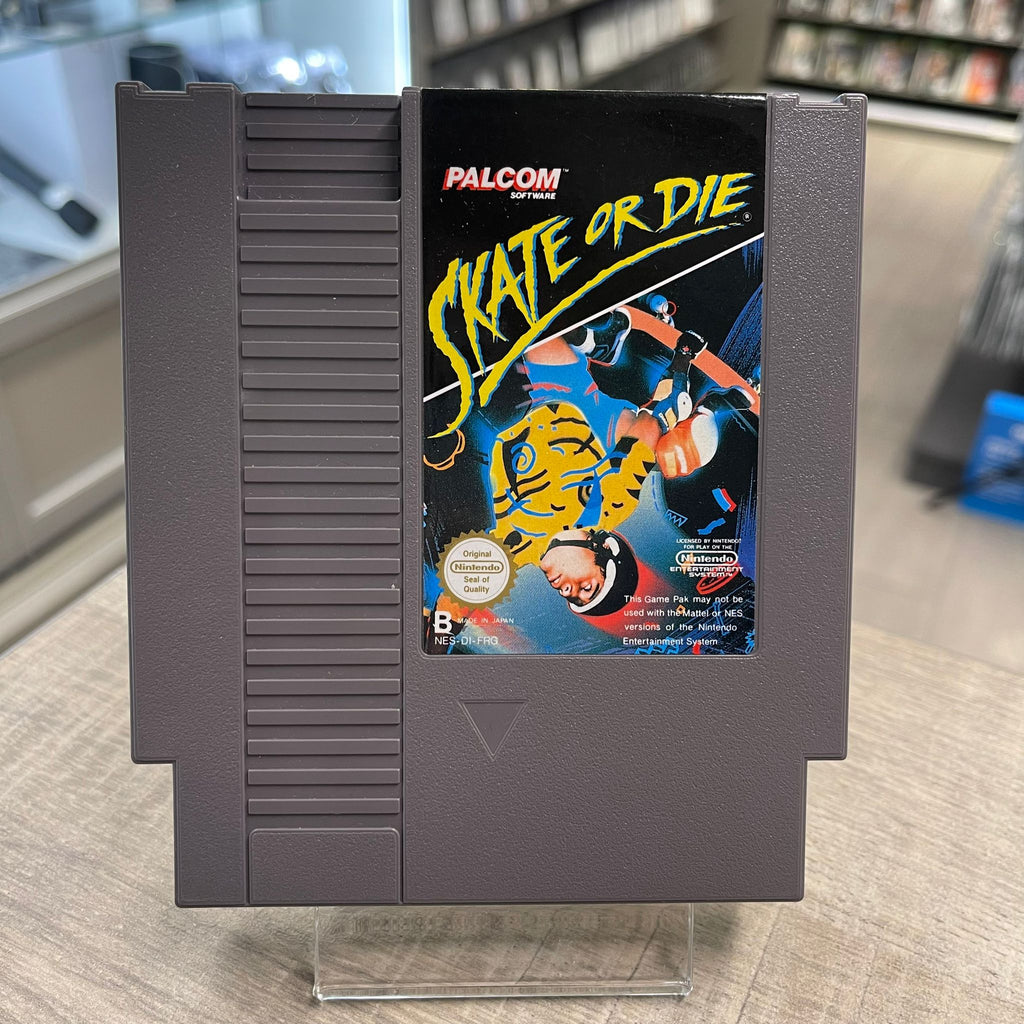 PALCOM™
SOFTWARE
SKATE OR DIE®
LICENSED BY NINTENDO®
FOR PLAY ON THE
Nintendo
ENTERTAINMENT
SYSTEM™
Original
Nintendo
Seal of
Quality
This Game Pak may not be
used with the Mattel or NES
versions of the Nintendo
Entertainment System
B MADE IN JAPAN
NES-DI-FRG